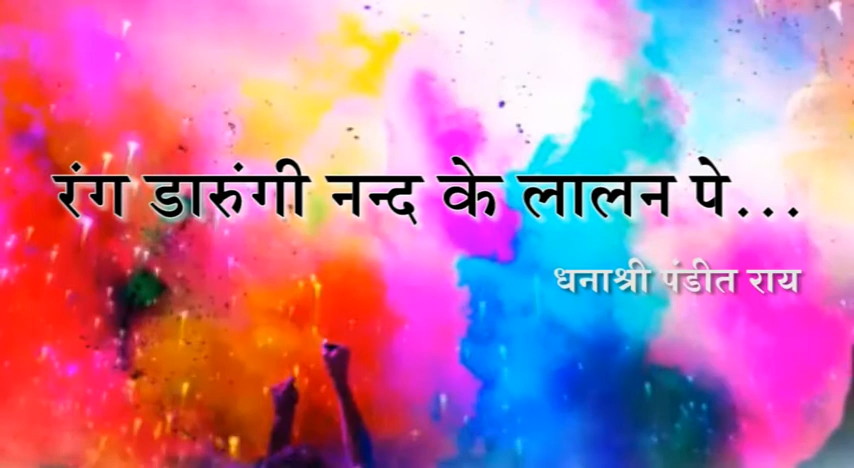 रंग डारुंगी नन्द के लालन पे...
धनाश्री पंडीत राय